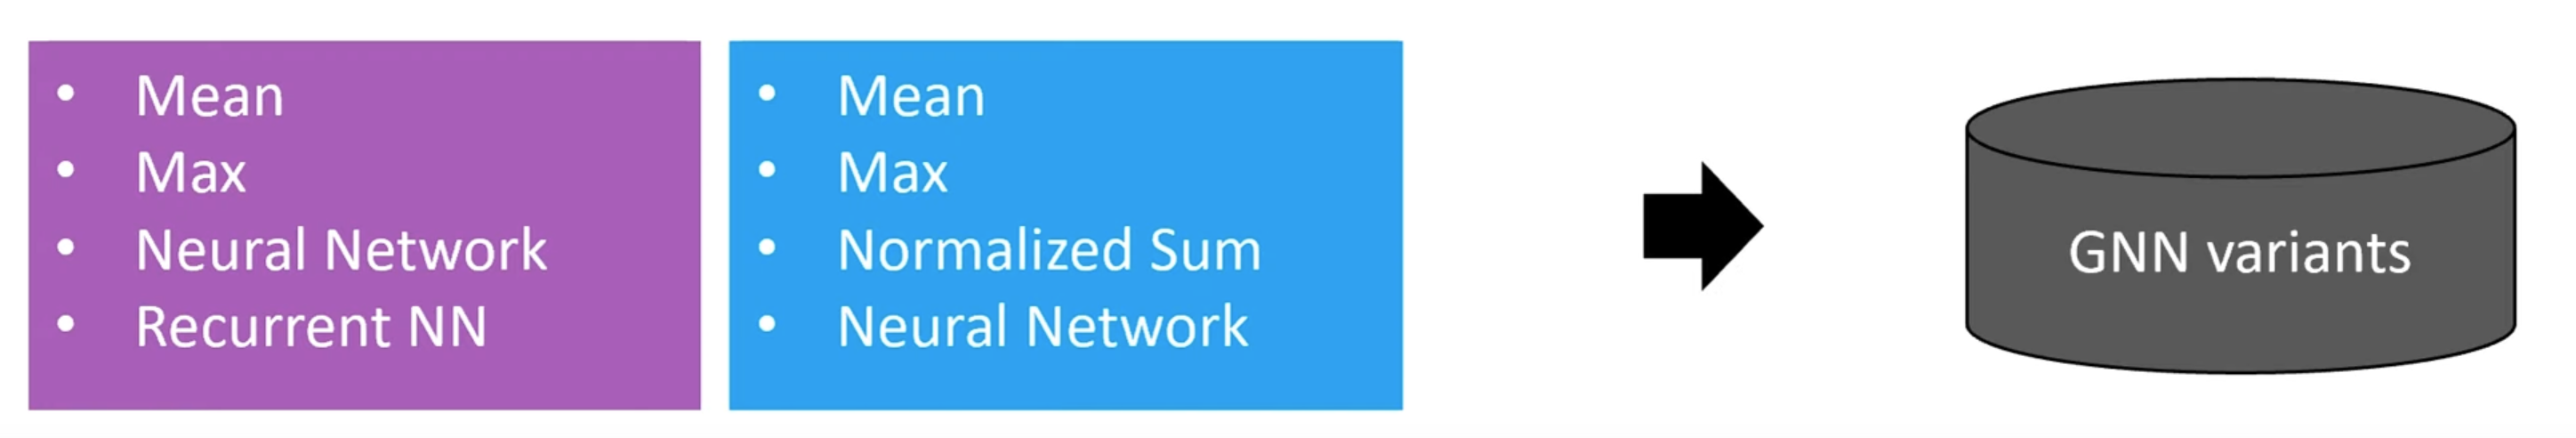 • Mean
• Max
• Neural Network
• Recurrent NN
• Mean
• Max
• Normalized Sum
• Neural Network
GNN variants